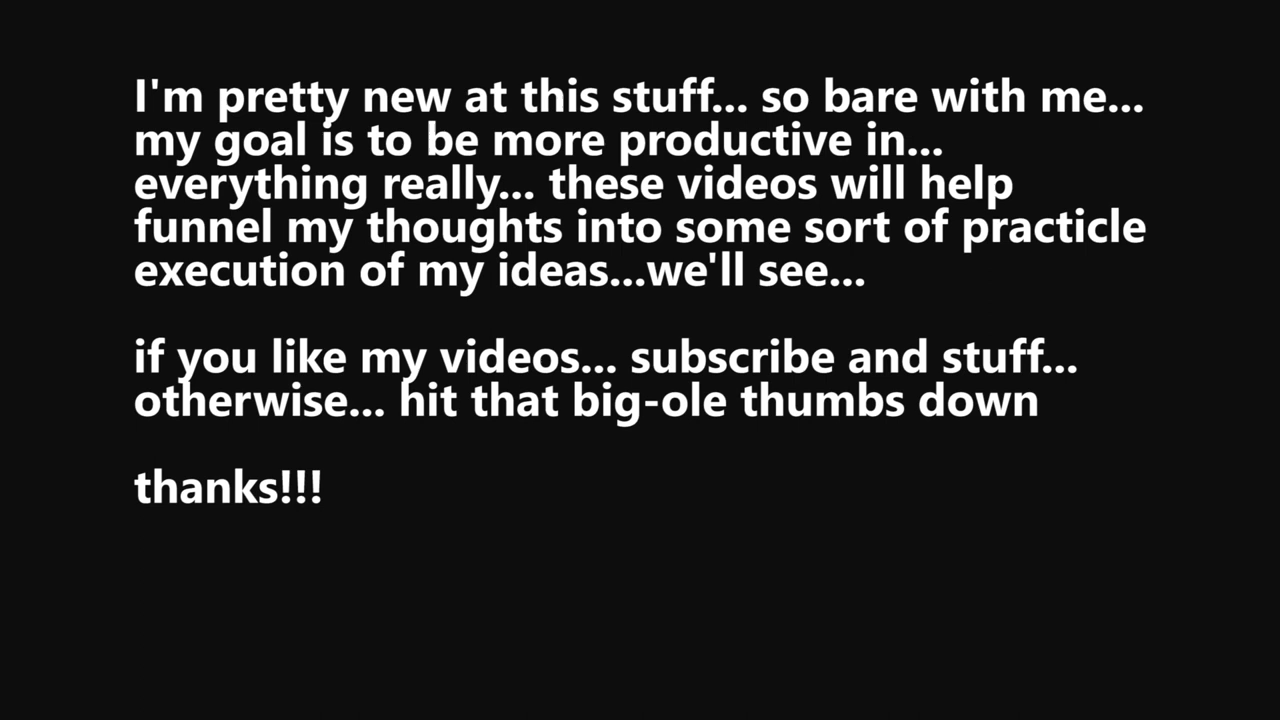 I'm pretty new at this stuff... so bare with me...
my goal is to be more productive in...
everything really... these videos will help
funnel my thoughts into some sort of practicle
execution of my ideas...we'll see...
if you like my videos... subscribe and stuff...
otherwise... hit that big-ole thumbs down
thanks!!!